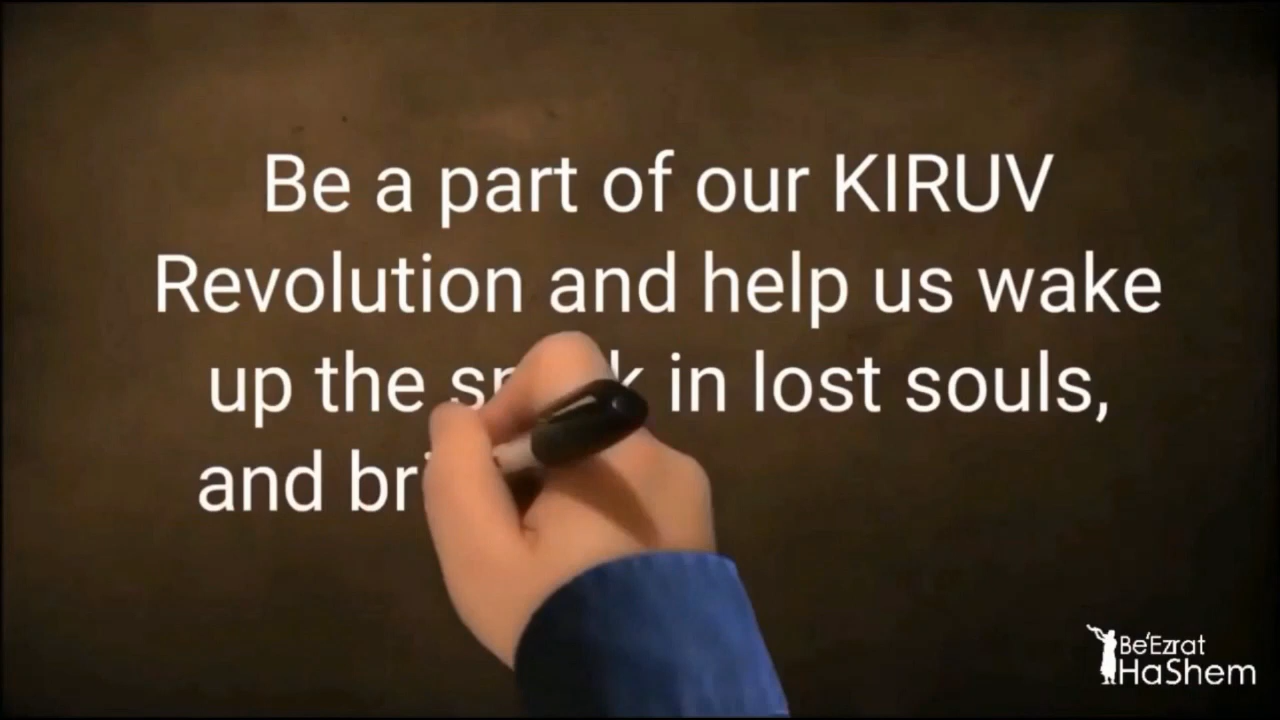 Be a part of our KIRUV
Revolution and help us wake
up the in lost souls,
and
Be'Ezrat
HaShem